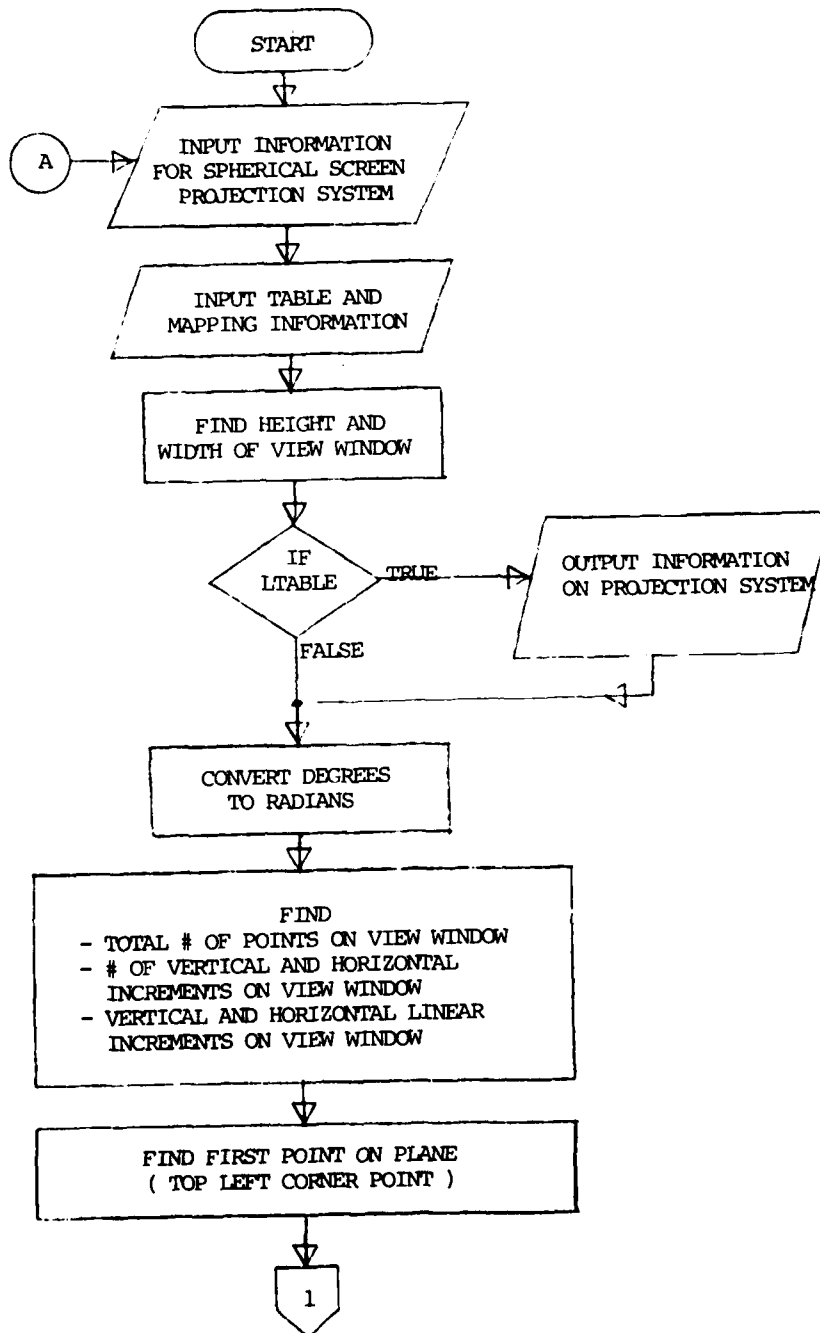 START
A
INPUT INFORMATION
FOR SPHERICAL SCREEN
PROJECTION SYSTEM
INPUT TABLE AND
MAPPING INFORMATION
FIND HEIGHT AND
WIDTH OF VIEW WINDOW
IF
LTABLE
TRUE
OUTPUT INFORMATION
ON PROJECTION SYSTEM
FALSE
CONVERT DEGREES
TO RADIANS
FIND
- TOTAL # OF POINTS ON VIEW WINDOW
- # OF VERTICAL AND HORIZONTAL
INCREMENTS ON VIEW WINDOW
- VERTICAL AND HORIZONTAL LINEAR
INCREMENTS ON VIEW WINDOW
FIND FIRST POINT ON PLANE
( TOP LEFT CORNER POINT )
1